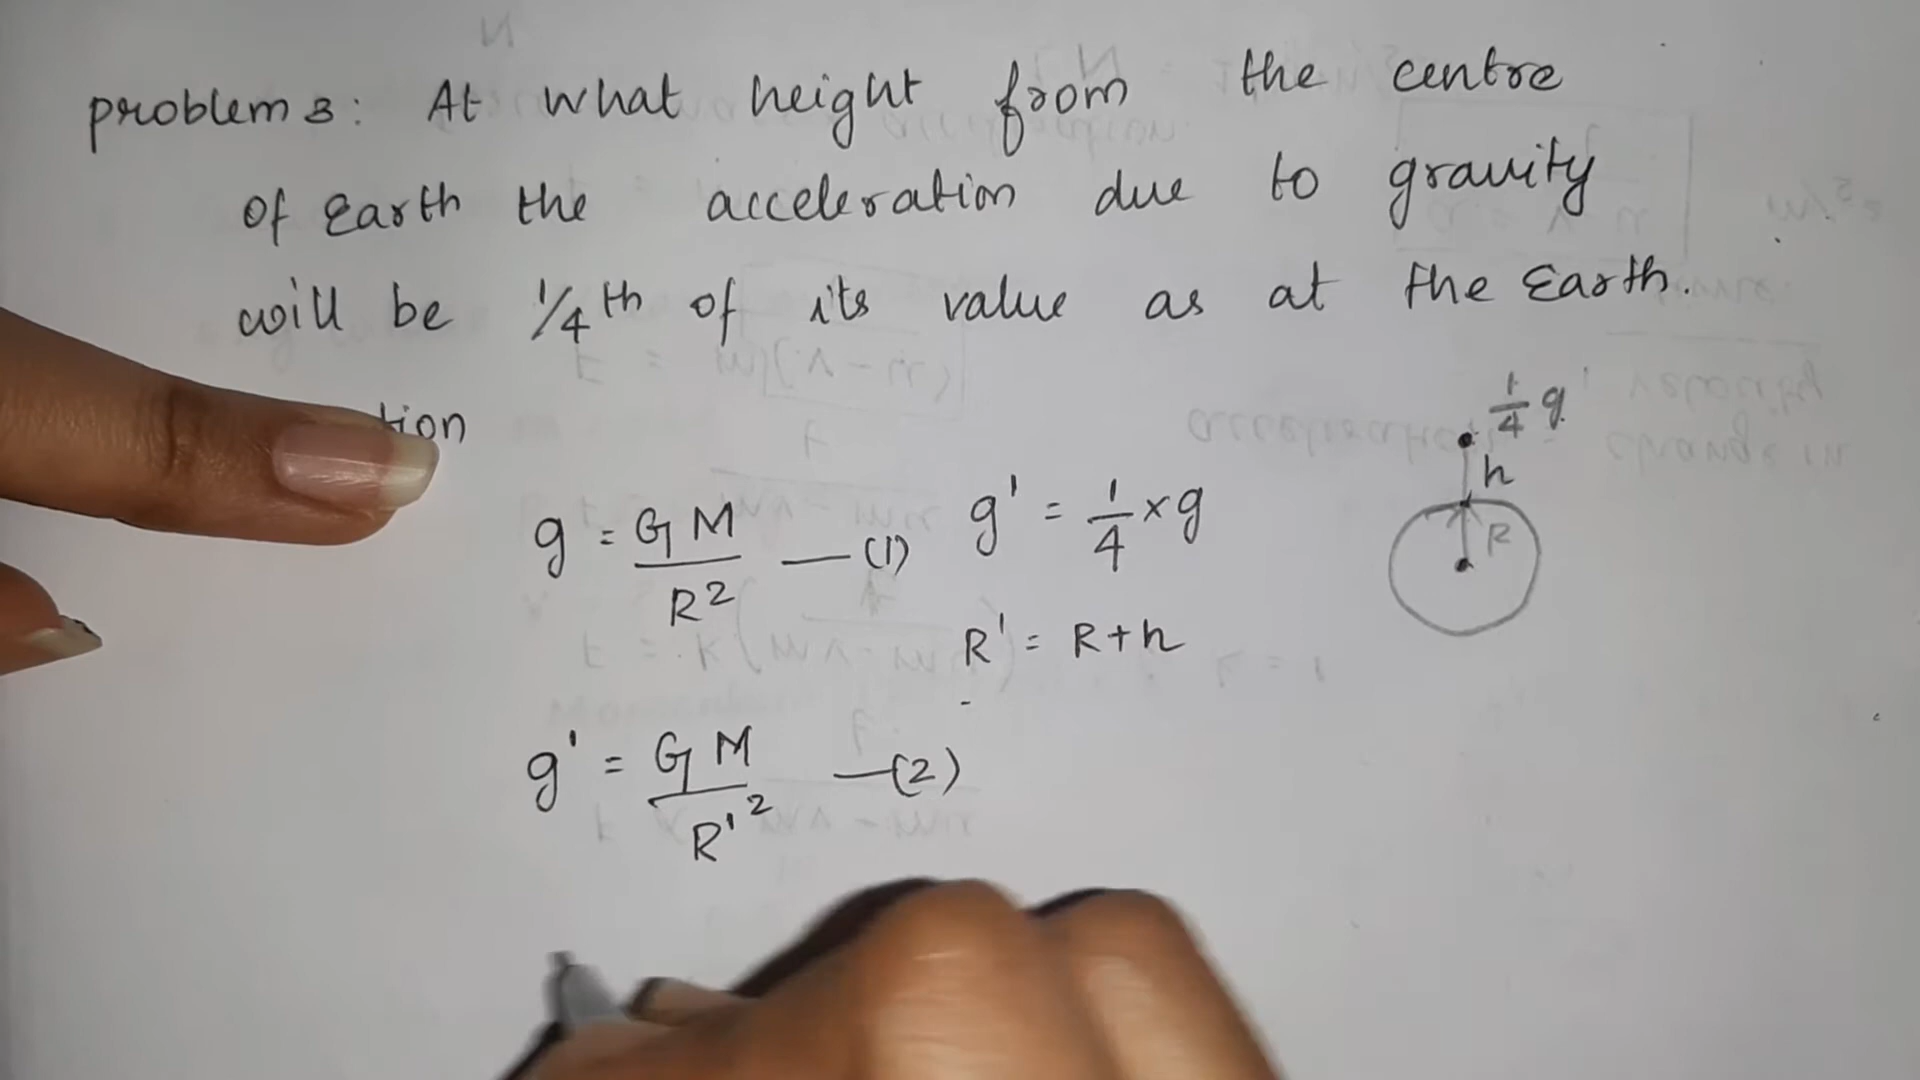 problem 3: At what height from the centre
of Earth the acceleration due to gravity
will be 1/4th of its value as at the Earth.
tion
1/4 g
h
R
g = GM/R² —(1) g' = 1/4 × g
R' = R+h
g' = GM/R'² —(2)